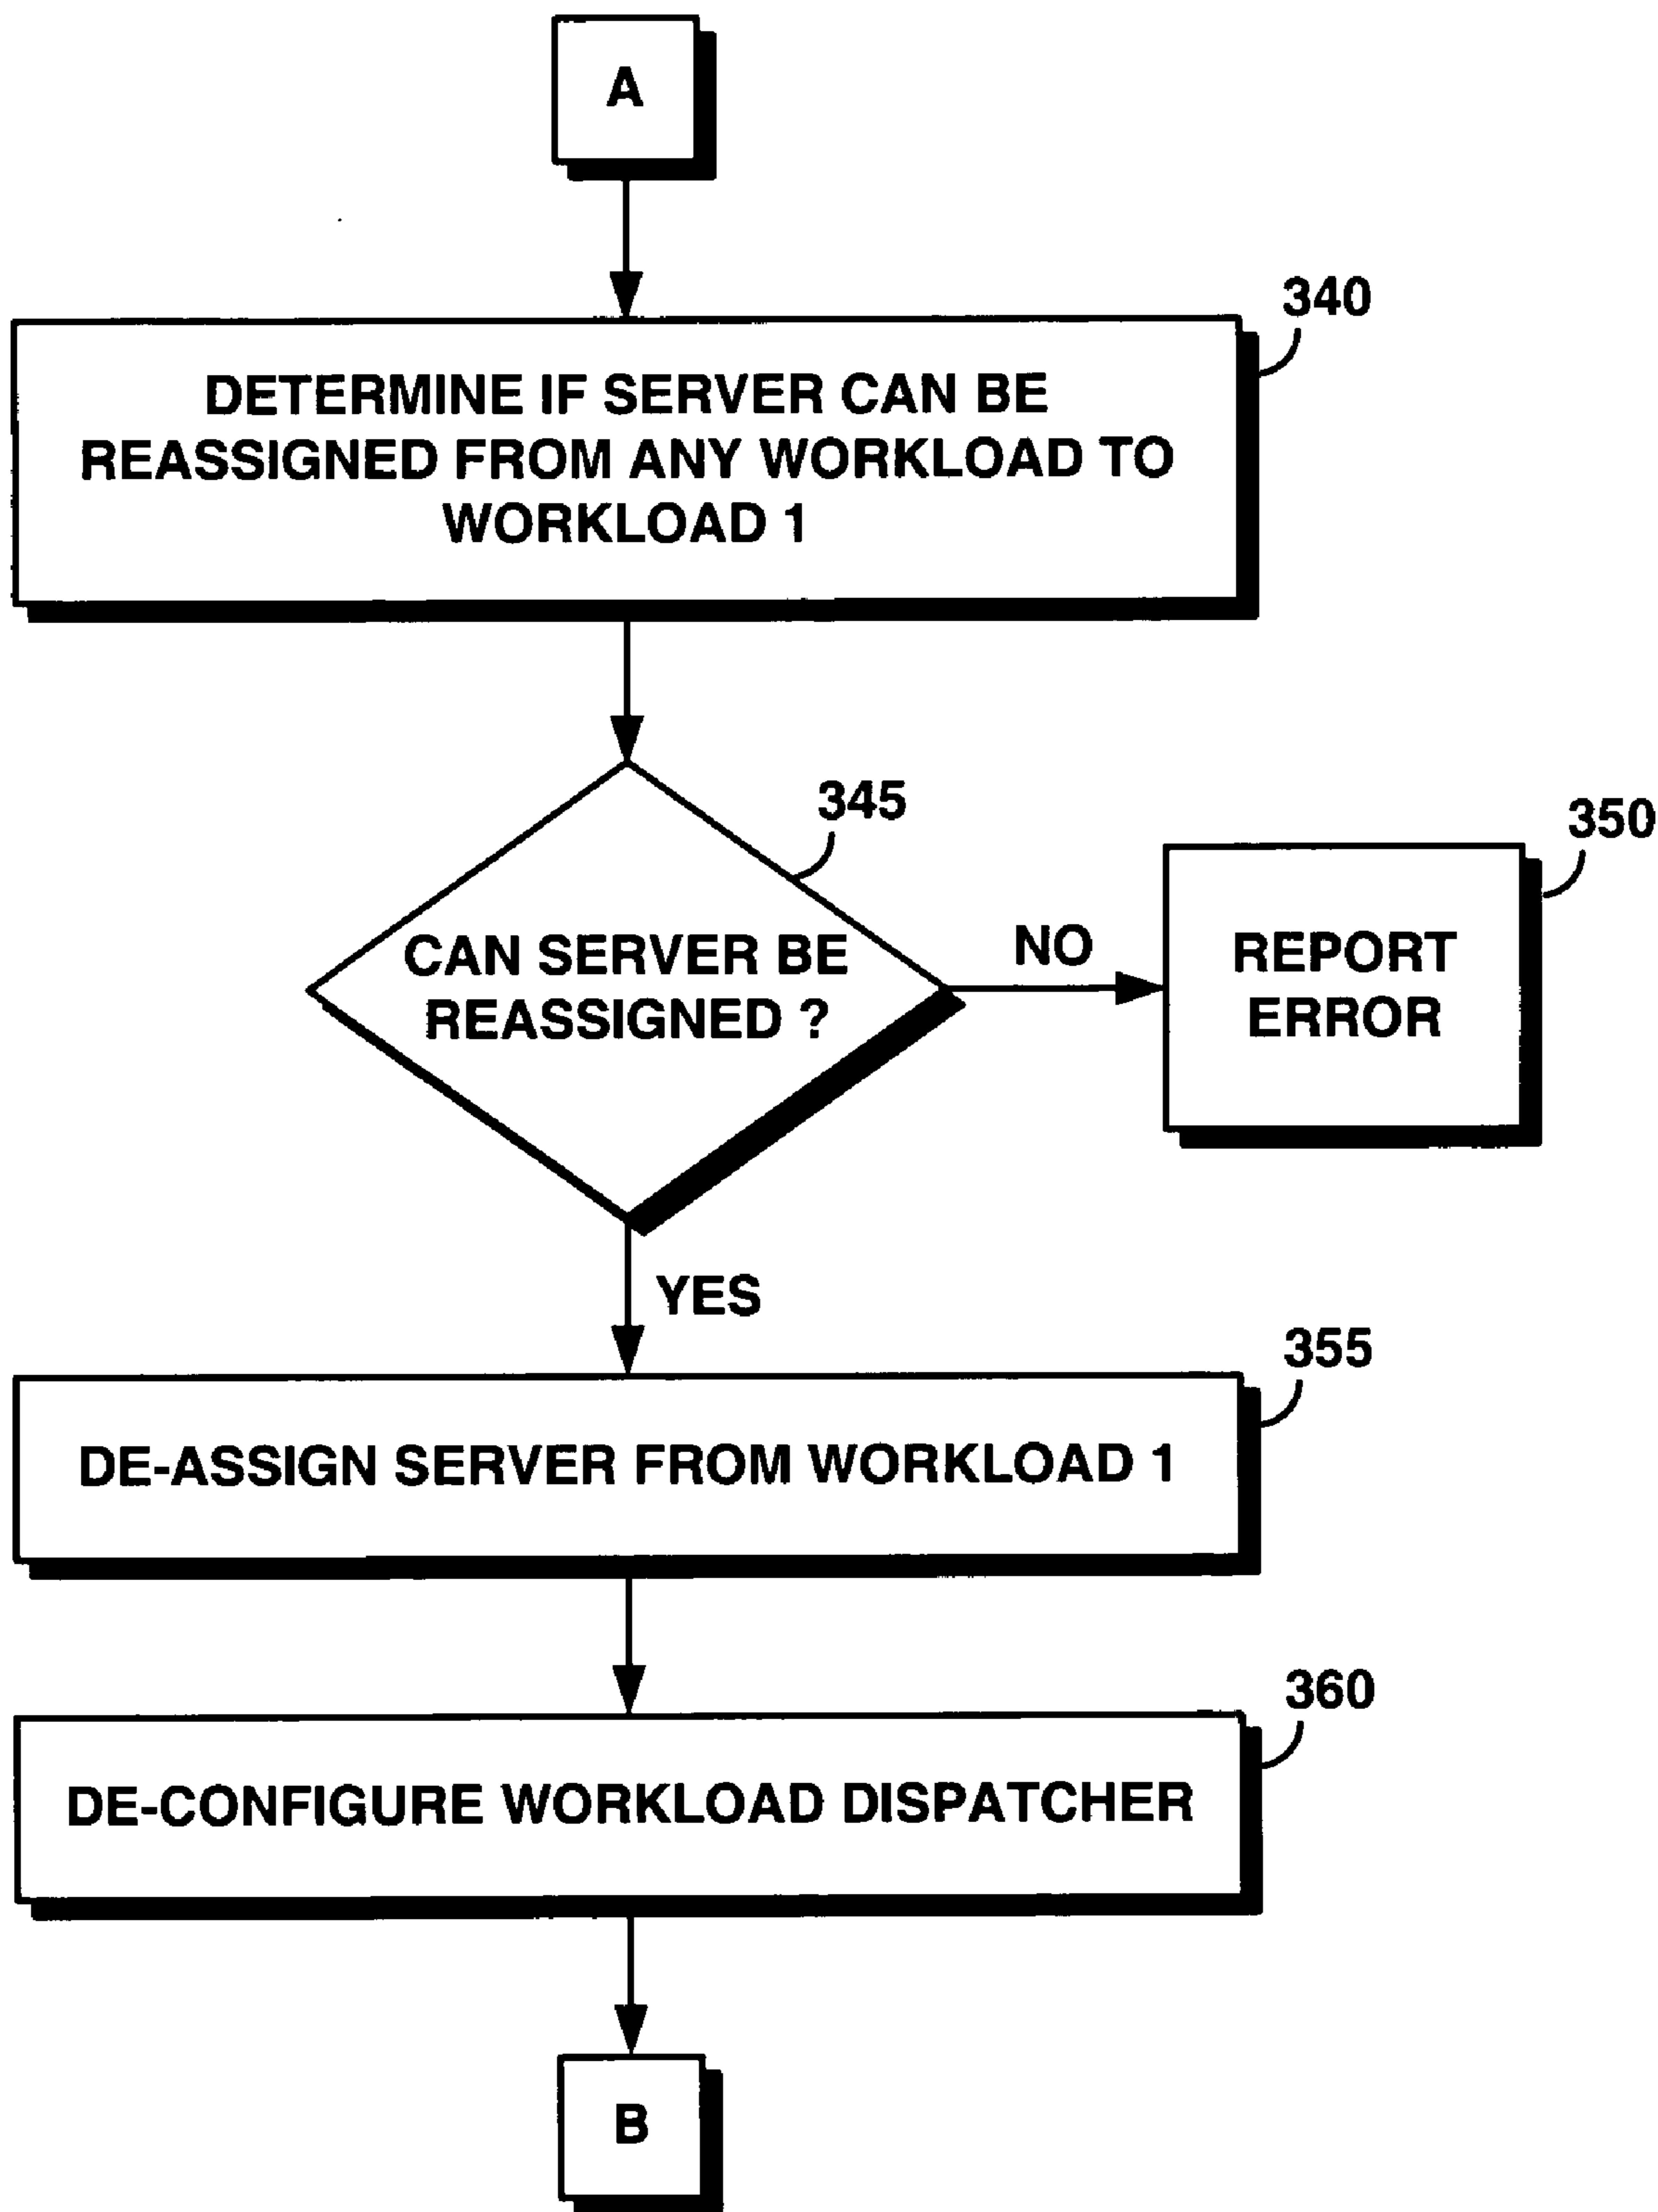 A
340
DETERMINE IF SERVER CAN BE
REASSIGNED FROM ANY WORKLOAD TO
WORKLOAD 1
345
350
CAN SERVER BE
REASSIGNED ?
NO
REPORT
ERROR
YES
355
DE-ASSIGN SERVER FROM WORKLOAD 1
360
DE-CONFIGURE WORKLOAD DISPATCHER
B